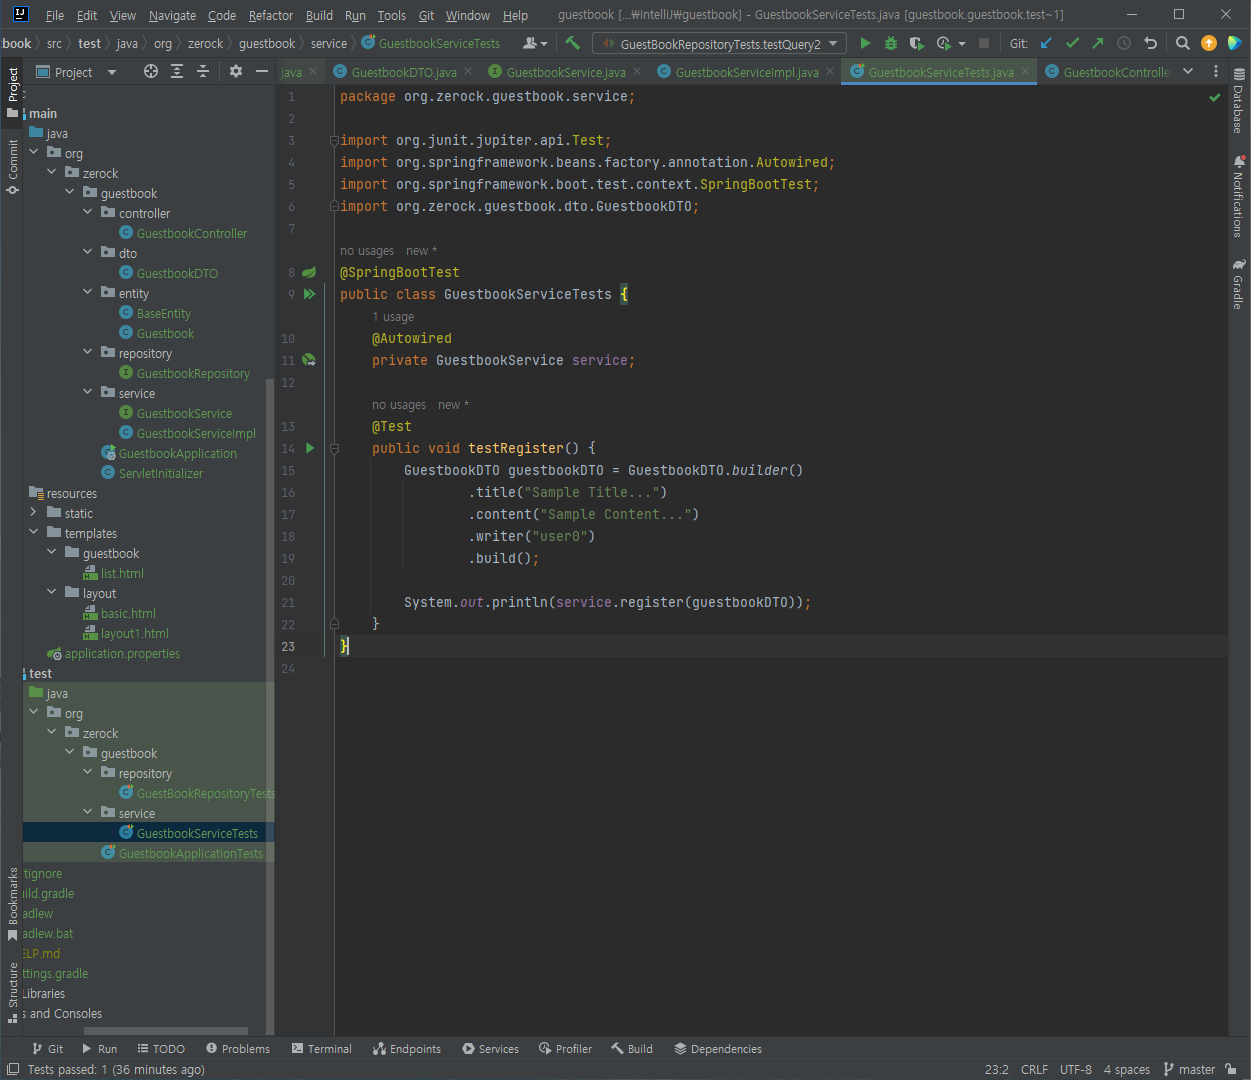 File Edit View Navigate Code Refactor Build Run Tools Git Window Help guestbook [...₩IntelliJ₩guestbook] - GuestbookServiceTests.java [guestbook.guestbook.test~1]
book src test java org zerock guestbook service GuestbookServiceTests GuestBookRepositoryTests.testQuery2 Git:
Project
java GuestbookDTO.java GuestbookService.java GuestbookServiceImpl.java GuestbookServiceTests.java GuestbookControlle
Project
Commit
Bookmarks
Structure
main
java
org
zerock
guestbook
controller
GuestbookController
dto
GuestbookDTO
entity
BaseEntity
Guestbook
repository
GuestbookRepository
service
GuestbookService
GuestbookServiceImpl
GuestbookApplication
ServletInitializer
resources
static
templates
guestbook
list.html
layout
basic.html
layout1.html
application.properties
test
java
org
zerock
guestbook
repository
GuestBookRepositoryTests
service
GuestbookServiceTests
GuestbookApplicationTests
tignore
ild.gradle
adlew
adlew.bat
ELP.md
ttings.gradle
Libraries
s and Consoles
1 package org.zerock.guestbook.service;
2
3 import org.junit.jupiter.api.Test;
4 import org.springframework.beans.factory.annotation.Autowired;
5 import org.springframework.boot.test.context.SpringBootTest;
6 import org.zerock.guestbook.dto.GuestbookDTO;
7
no usages new *
8 @SpringBootTest
9 public class GuestbookServiceTests {
1 usage
10 @Autowired
11 private GuestbookService service;
12
no usages new *
13 @Test
14 public void testRegister() {
15 GuestbookDTO guestbookDTO = GuestbookDTO.builder()
16 .title("Sample Title...")
17 .content("Sample Content...")
18 .writer("user0")
19 .build();
20
21 System.out.println(service.register(guestbookDTO));
22 }
23 }
24
Database
Notifications
Gradle
Git Run TODO Problems Terminal Endpoints Services Profiler Build Dependencies
Tests passed: 1 (36 minutes ago) 23:2 CRLF UTF-8 4 spaces master